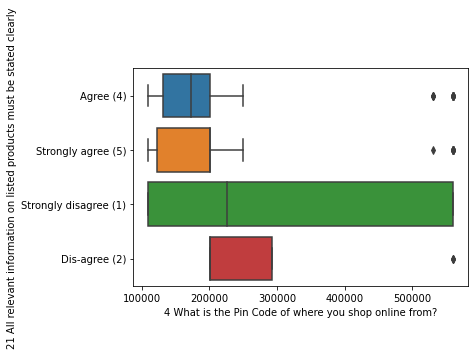 21 All relevant information on listed products must be stated clearly
Agree (4)
Strongly agree (5)
Strongly disagree (1)
Dis-agree (2)
100000 200000 300000 400000 500000
4 What is the Pin Code of where you shop online from?